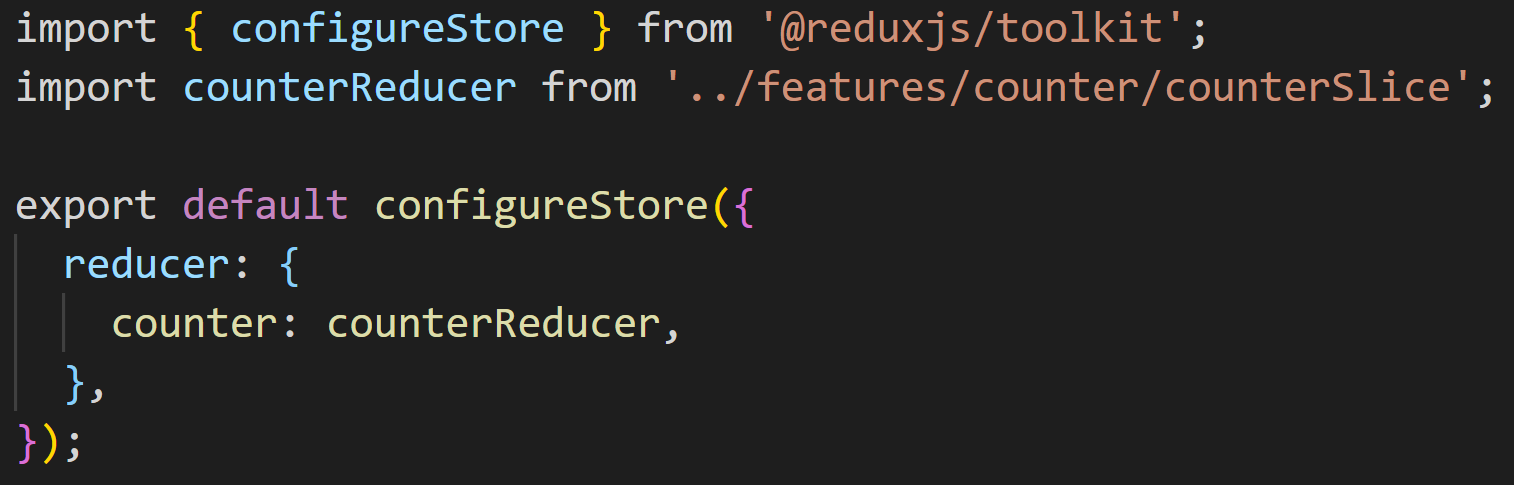 import { configureStore } from '@reduxjs/toolkit';
import counterReducer from '../features/counter/counterSlice';

export default configureStore({
  reducer: {
    counter: counterReducer,
  },
});